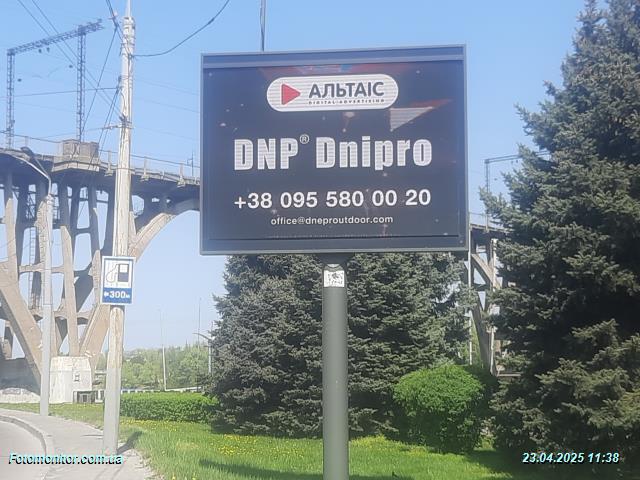 АЛЬТАІС
DIGITAL ADVERTISING
DNP® Dnipro
+38 095 580 00 20
office@dneproutdoor.com
300м
Fotomonitor.com.ua
23.04.2025 11:38